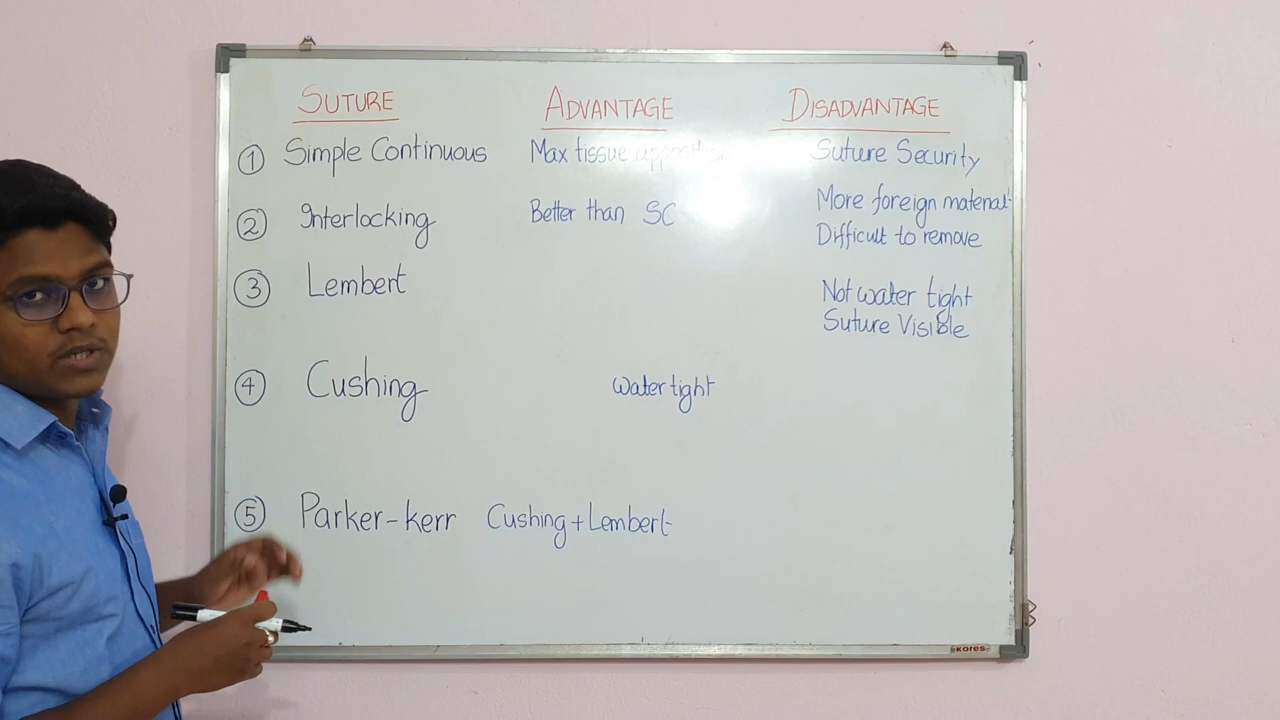 SUTURE ADVANTAGE DISADVANTAGE
1 Simple Continuous Max tissue apposition Suture Security
2 Interlocking Better than SC More foreign material
Difficult to remove
3 Lembert Not water tight
Suture Visible
4 Cushing Water tight
5 Parker-kerr Cushing+Lembert
KORES